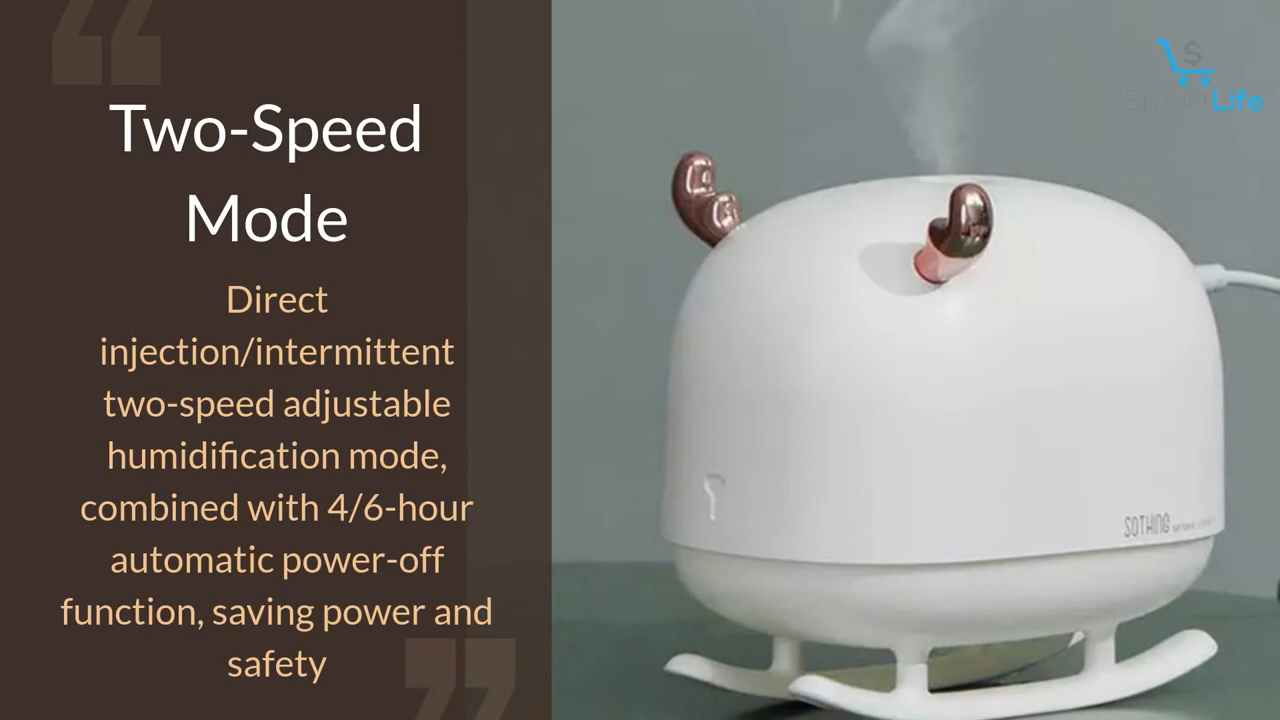 Two-Speed
Mode
Direct
injection/intermittent
two-speed adjustable
humidification mode,
combined with 4/6-hour
automatic power-off
function, saving power and
safety
SmartLife
SOTHING